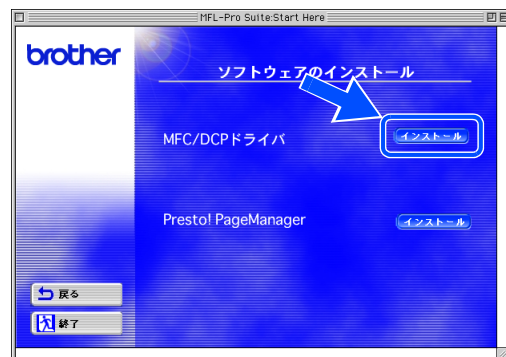 MFL-Pro Suite:Start Here
brother
ソフトウェアのインストール
MFC/DCPドライバ
インストール
Presto! PageManager
インストール
戻る
終了